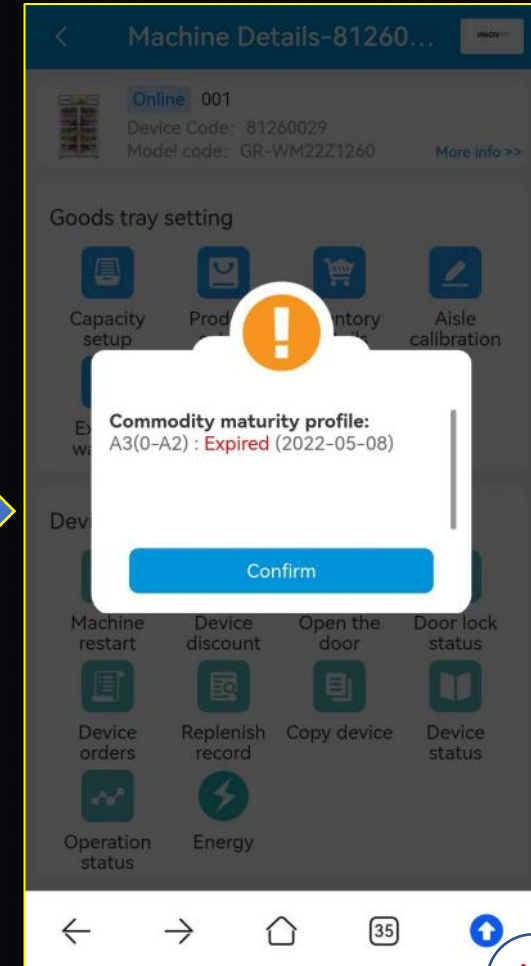 Machine Details-81260...
Online 001
Device Code: 81260029
Model code: GR-WM22Z1260
More Info >>
Goods tray setting
Capacity
setup
Aisle
calibration
Commodity maturity profile:
A3(0-A2) : Expired (2022-05-08)
Confirm
Machine
restart
Device
discount
Open the
door
Door lock
status
Device
orders
Replenish
record
Copy device
Device
status
Operation
status
Energy
35